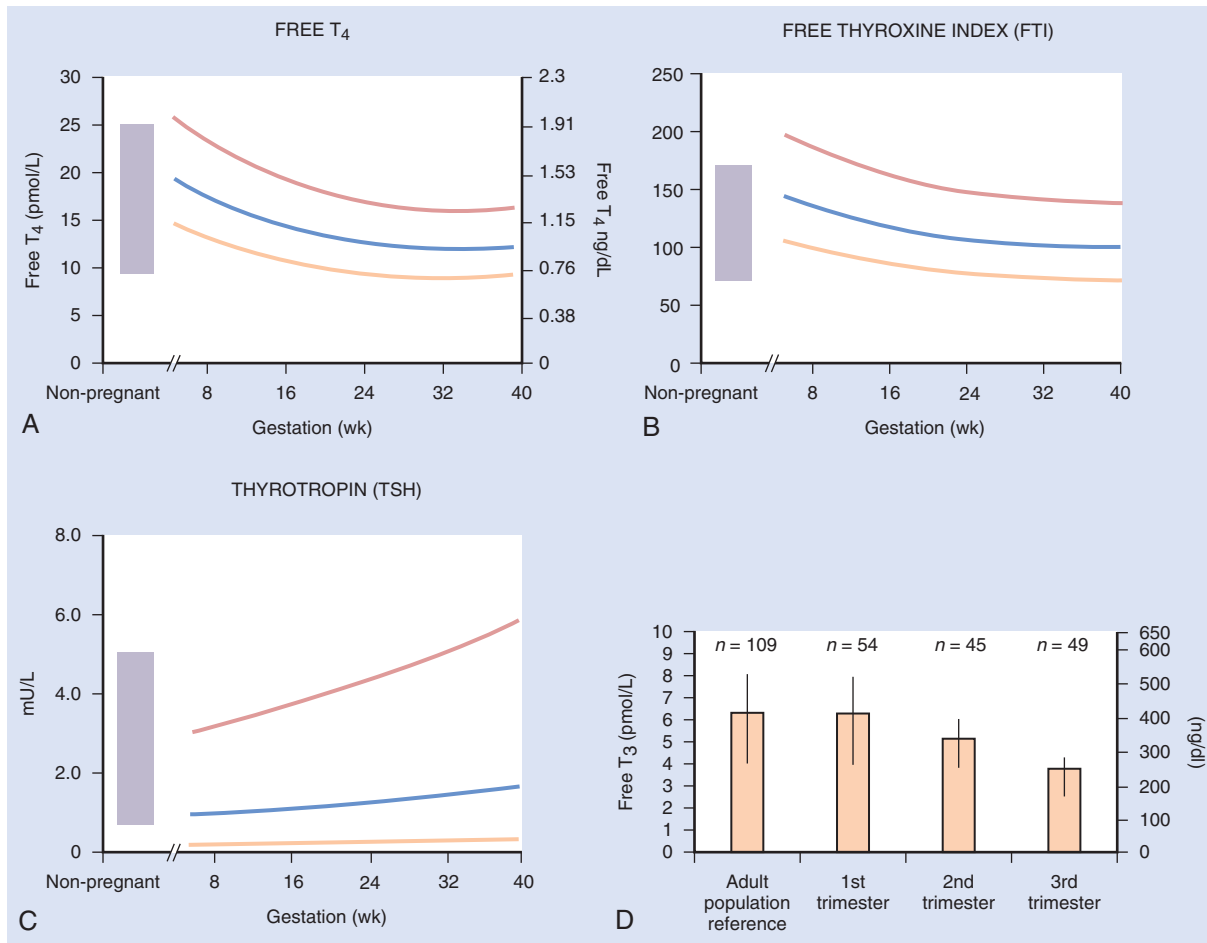 FREE T4
30
25
20
15
10
5
0
Free T4 (pmol/L)
2.3
1.91
1.53
1.15
0.76
0.38
0
Free T4 ng/dL
Non-pregnant 8 16 24 32 40
Gestation (wk)
A
FREE THYROXINE INDEX (FTI)
250
200
150
100
50
0
Non-pregnant 8 16 24 32 40
Gestation (wk)
B
THYROTROPIN (TSH)
8.0
6.0
4.0
2.0
0
mU/L
Non-pregnant 8 16 24 32 40
Gestation (wk)
C
10
9
8
7
6
5
4
3
2
1
0
Free T3 (pmol/L)
n = 109 n = 54 n = 45 n = 49
650
600
500
400
300
200
100
0
(ng/dl)
Adult population reference
1st trimester
2nd trimester
3rd trimester
D